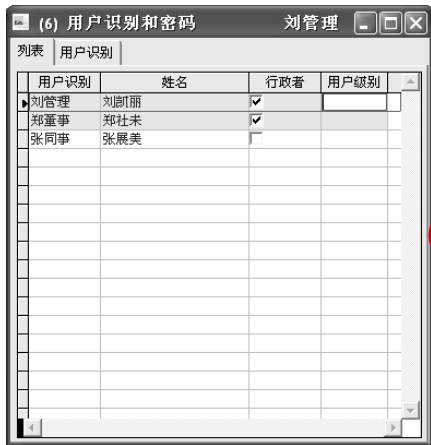 (6) 用户识别和密码 刘管理
列表 用户识别
用户识别 姓名 行政者 用户级别
刘管理 刘凯丽
郑董事 郑社未
张同事 张展美